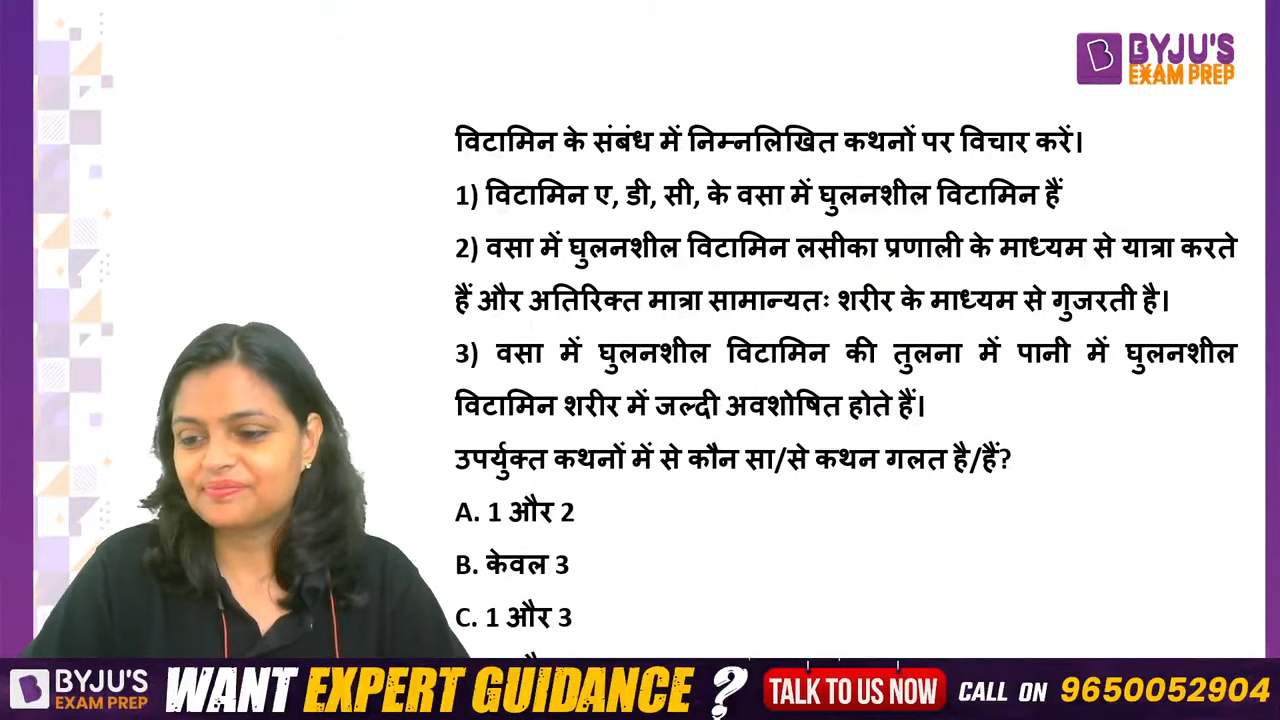 BYJU'S
EXAM PREP
विटामिन के संबंध में निम्नलिखित कथनों पर विचार करें।
1) विटामिन ए, डी, सी, के वसा में घुलनशील विटामिन हैं
2) वसा में घुलनशील विटामिन लसीका प्रणाली के माध्यम से यात्रा करते
हैं और अतिरिक्त मात्रा सामान्यतः शरीर के माध्यम से गुजरती है।
3) वसा में घुलनशील विटामिन की तुलना में पानी में घुलनशील
विटामिन शरीर में जल्दी अवशोषित होते हैं।
उपर्युक्त कथनों में से कौन सा/से कथन गलत है/हैं?
A. 1 और 2
B. केवल 3
C. 1 और 3
BYJU'S
EXAM PREP
WANT EXPERT GUIDANCE ?
TALK TO US NOW
CALL ON 9650052904